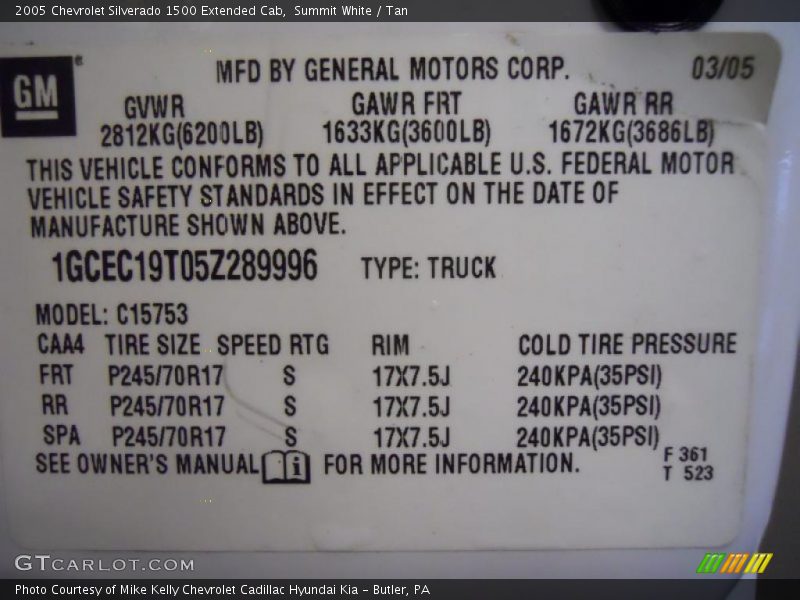 2005 Chevrolet Silverado 1500 Extended Cab, Summit White / Tan
GM ® MFD BY GENERAL MOTORS CORP. 03/05
GVWR GAWR FRT GAWR RR
2812KG(6200LB) 1633KG(3600LB) 1672KG(3686LB)
THIS VEHICLE CONFORMS TO ALL APPLICABLE U.S. FEDERAL MOTOR
VEHICLE SAFETY STANDARDS IN EFFECT ON THE DATE OF
MANUFACTURE SHOWN ABOVE.
1GCEC19T05Z289996 TYPE: TRUCK
MODEL: C15753
CAA4 TIRE SIZE SPEED RTG RIM COLD TIRE PRESSURE
FRT P245/70R17 S 17X7.5J 240KPA(35PSI)
RR P245/70R17 S 17X7.5J 240KPA(35PSI)
SPA P245/70R17 S 17X7.5J 240KPA(35PSI)
SEE OWNER'S MANUAL i FOR MORE INFORMATION.
F 361
T 523
GTCARLOT.COM
Photo Courtesy of Mike Kelly Chevrolet Cadillac Hyundai Kia – Butler, PA